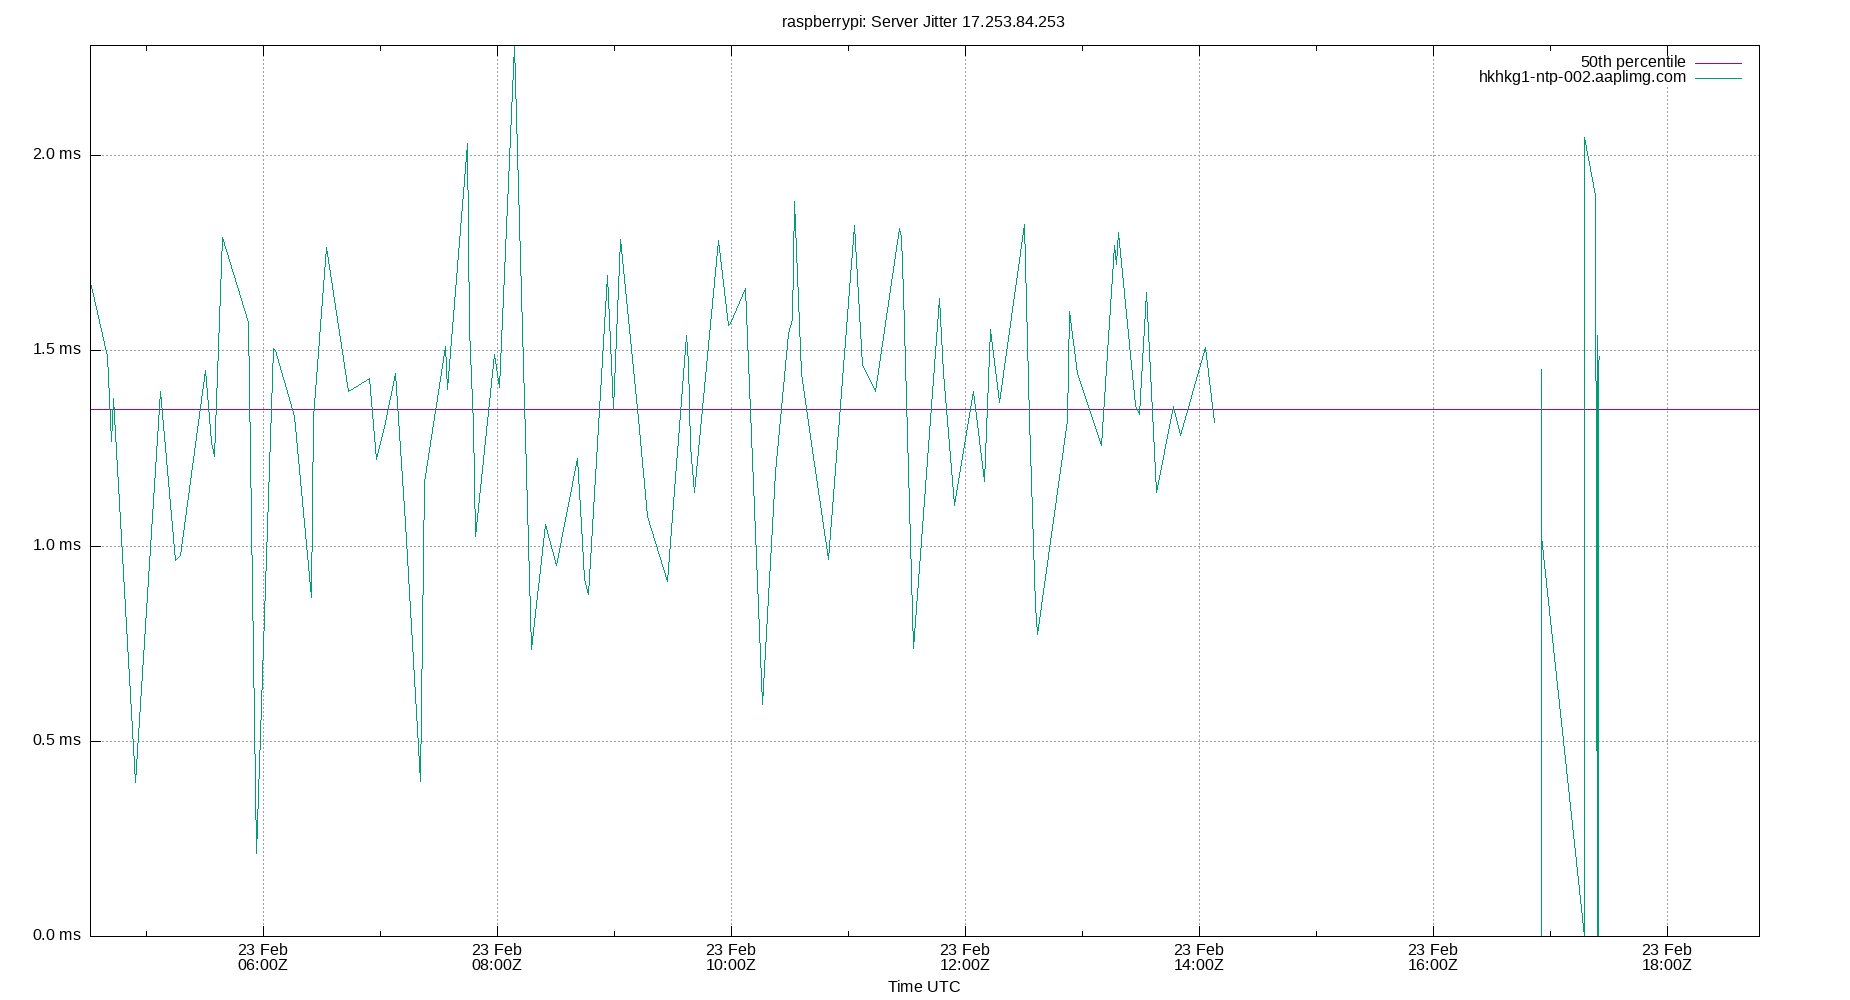 raspberrypi: Server Jitter 17.253.84.253
50th percentile
hkhkg1-ntp-002.aaplimg.com
2.0 ms
1.5 ms
1.0 ms
0.5 ms
0.0 ms
23 Feb 23 Feb 23 Feb 23 Feb 23 Feb 23 Feb 23 Feb
06:00Z 08:00Z 10:00Z 12:00Z 14:00Z 16:00Z 18:00Z
Time UTC